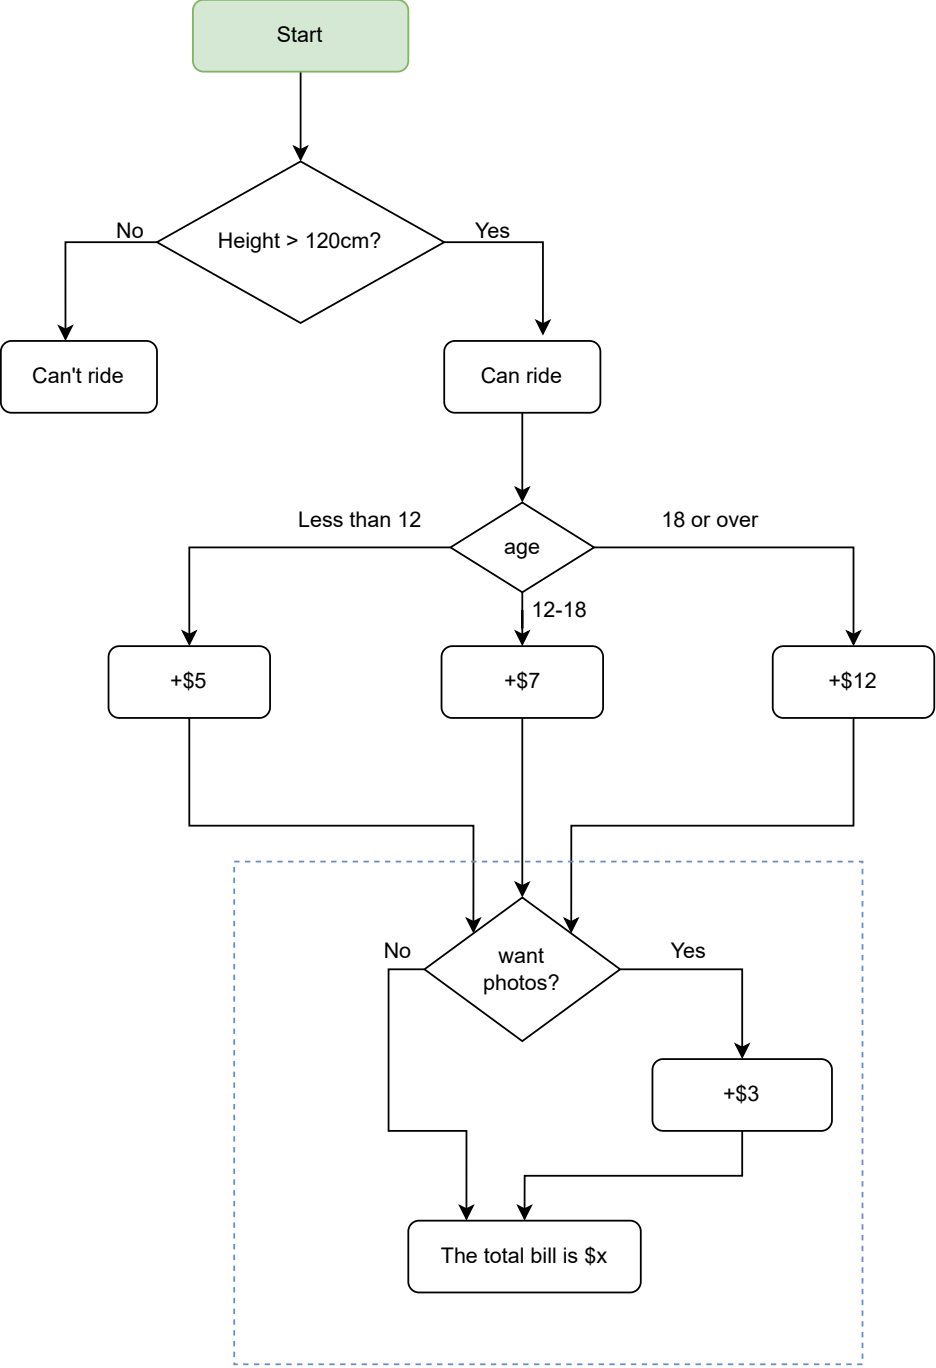 Start
Height > 120cm?
No
Yes
Can't ride
Can ride
age
Less than 12
12-18
18 or over
+$5
+$7
+$12
want
photos?
No
Yes
+$3
The total bill is $x